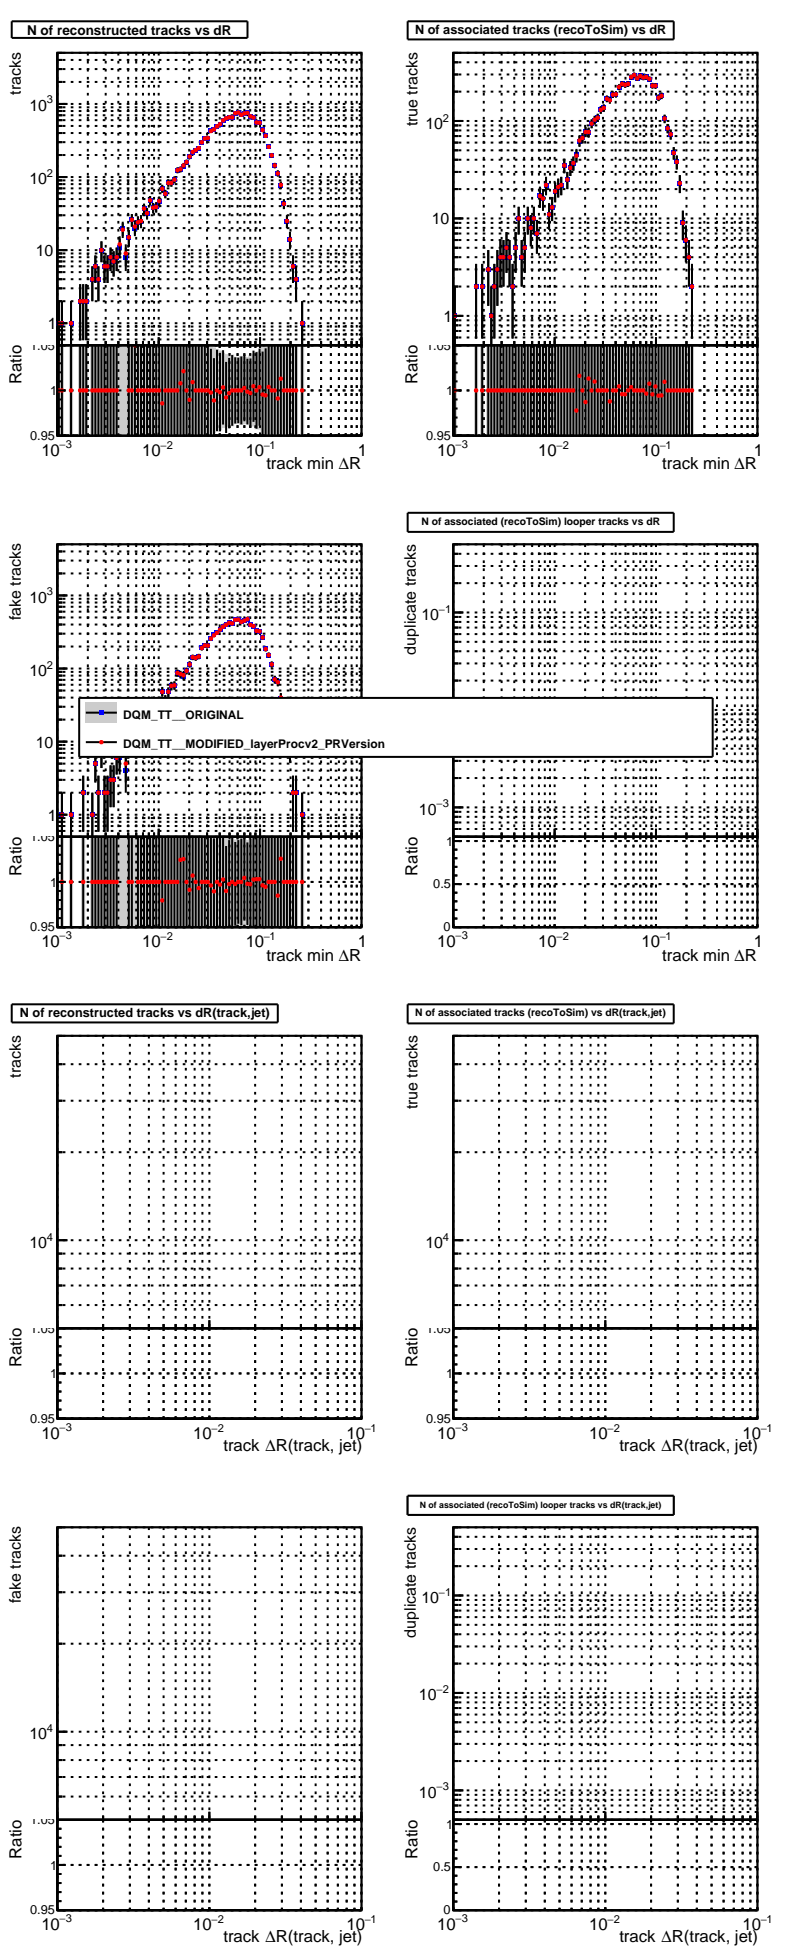 N of reconstructed tracks vs dR
tracks
10³
10²
10
1
1.05
Ratio
1
0.95
10⁻³ 10⁻² 10⁻¹ 1
track min ΔR
N of associated tracks (recoToSim) vs dR
true tracks
10²
10
1
1.05
Ratio
1
0.95
10⁻³ 10⁻² 10⁻¹ 1
track min ΔR
fake tracks
10³
10²
10
1
1.05
Ratio
1
0.95
10⁻³ 10⁻² 10⁻¹ 1
track min ΔR
N of associated (recoToSim) looper tracks vs dR
duplicate tracks
10⁻¹
10⁻³
Ratio
1
0.5
0
10⁻³ 10⁻² 10⁻¹ 1
track min ΔR
DQM_TT__ORIGINAL
DQM_TT__MODIFIED_layerProcv2_PRVersion
N of reconstructed tracks vs dR(track,jet)
tracks
10⁴
1.05
Ratio
1
0.95
10⁻³ 10⁻² 10⁻¹
track ΔR(track, jet)
N of associated tracks (recoToSim) vs dR(track,jet)
true tracks
10⁴
1.05
Ratio
1
0.95
10⁻³ 10⁻² 10⁻¹
track ΔR(track, jet)
fake tracks
10⁴
1.05
Ratio
1
0.95
10⁻³ 10⁻² 10⁻¹
track ΔR(track, jet)
N of associated (recoToSim) looper tracks vs dR(track,jet)
duplicate tracks
10⁻¹
10⁻²
10⁻³
Ratio
1
0.5
0
10⁻³ 10⁻² 10⁻¹
track ΔR(track, jet)